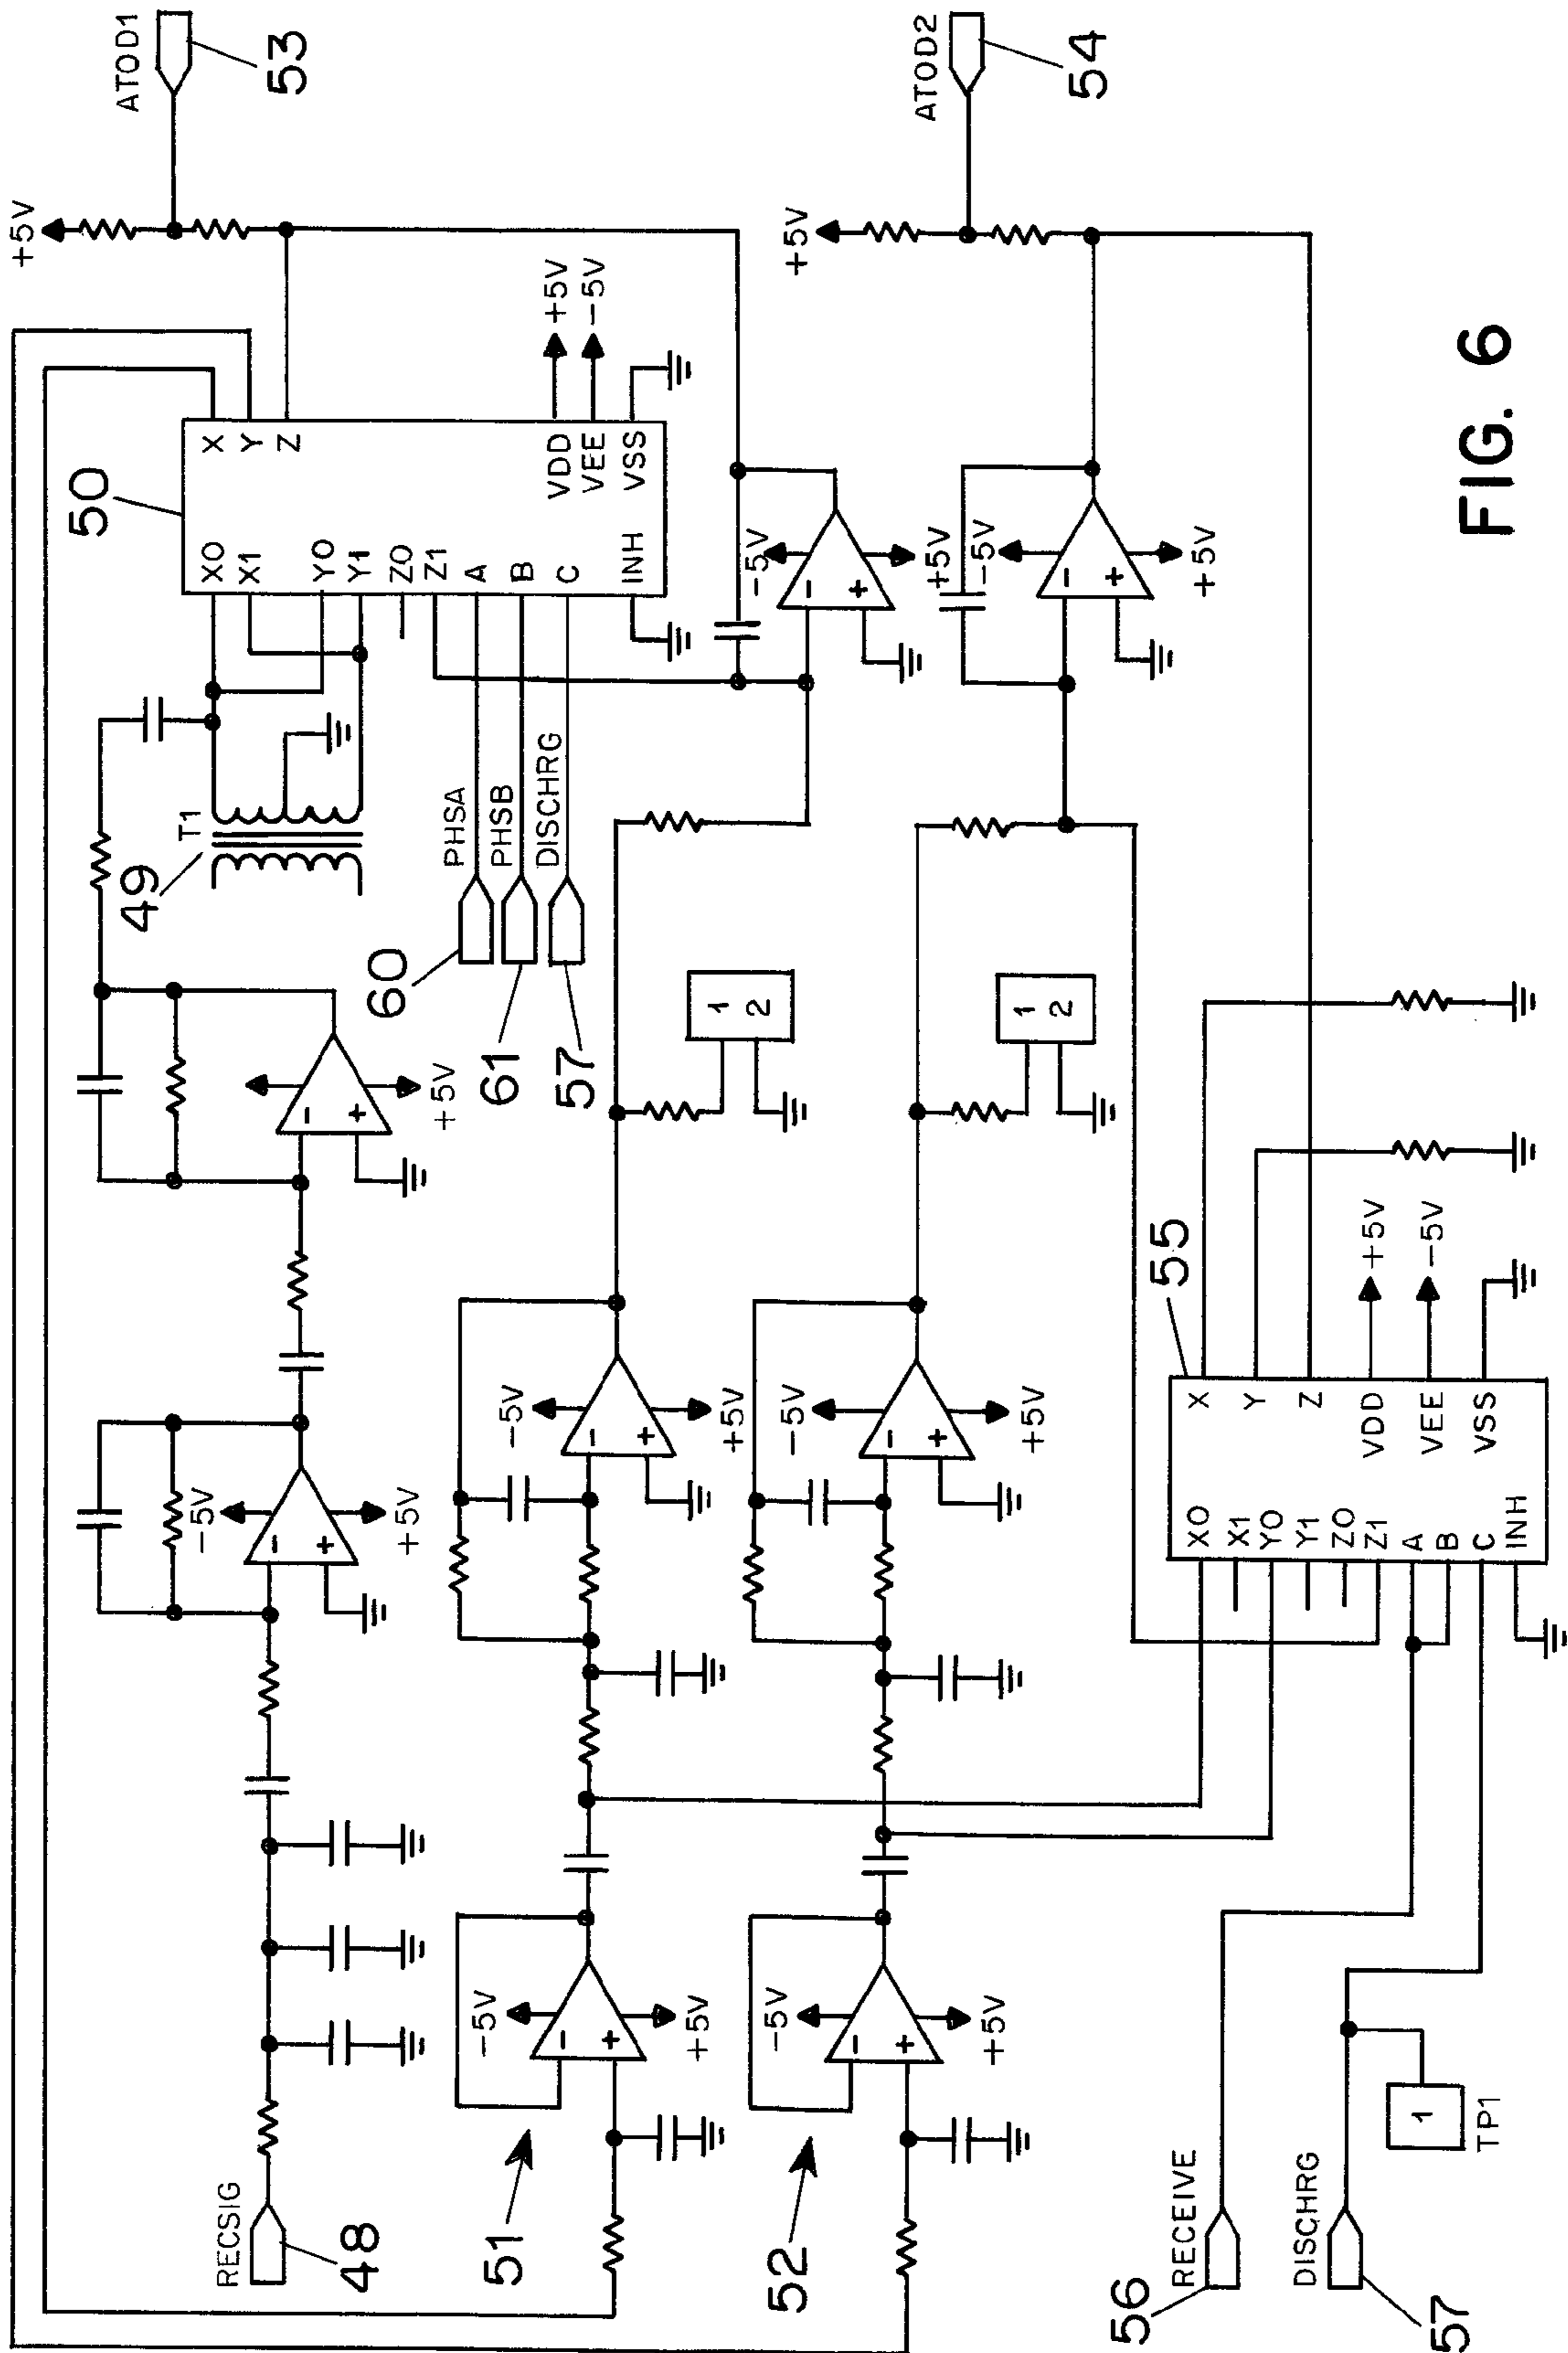 +5V
ATOD1
53
50
X0
X1
Y0
Y1
Z0
Z1
A
B
C
INH
X
Y
Z
VDD
VEE
VSS
+5V
-5V
T1
49
PHSA
PHSB
DISCHRG
60
61
57
-
+
+5V
-
+
-5V
+5V
RECSIG
48
-
+
-5V
+5V
-
+
-5V
+5V
1
2
+5V
ATOD2
54
-
+
-5V
+5V
-
+
-5V
+5V
51
-
+
-5V
+5V
1
2
-
+
-5V
+5V
52
-
+
-5V
+5V
55
X0
X1
Y0
Y1
Z0
Z1
A
B
C
INH
X
Y
Z
VDD
VEE
VSS
+5V
-5V
RECEIVE
56
DISCHRG
57
1
TP1
FIG. 6